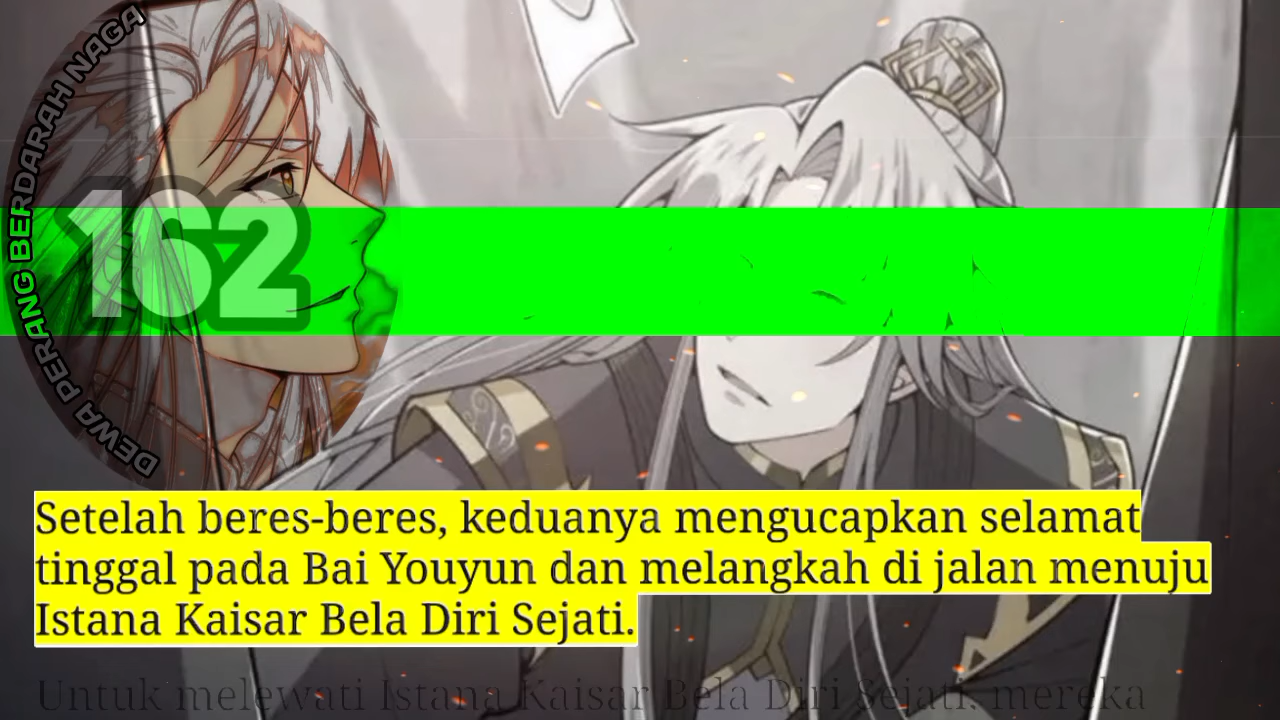 DEWA PERANG BERDARAH NAGA
162
Setelah beres-beres, keduanya mengucapkan selamat
tinggal pada Bai Youyun dan melangkah di jalan menuju
Istana Kaisar Bela Diri Sejati.
Untuk melewati Istana Kaisar Bela Diri Sejati, mereka